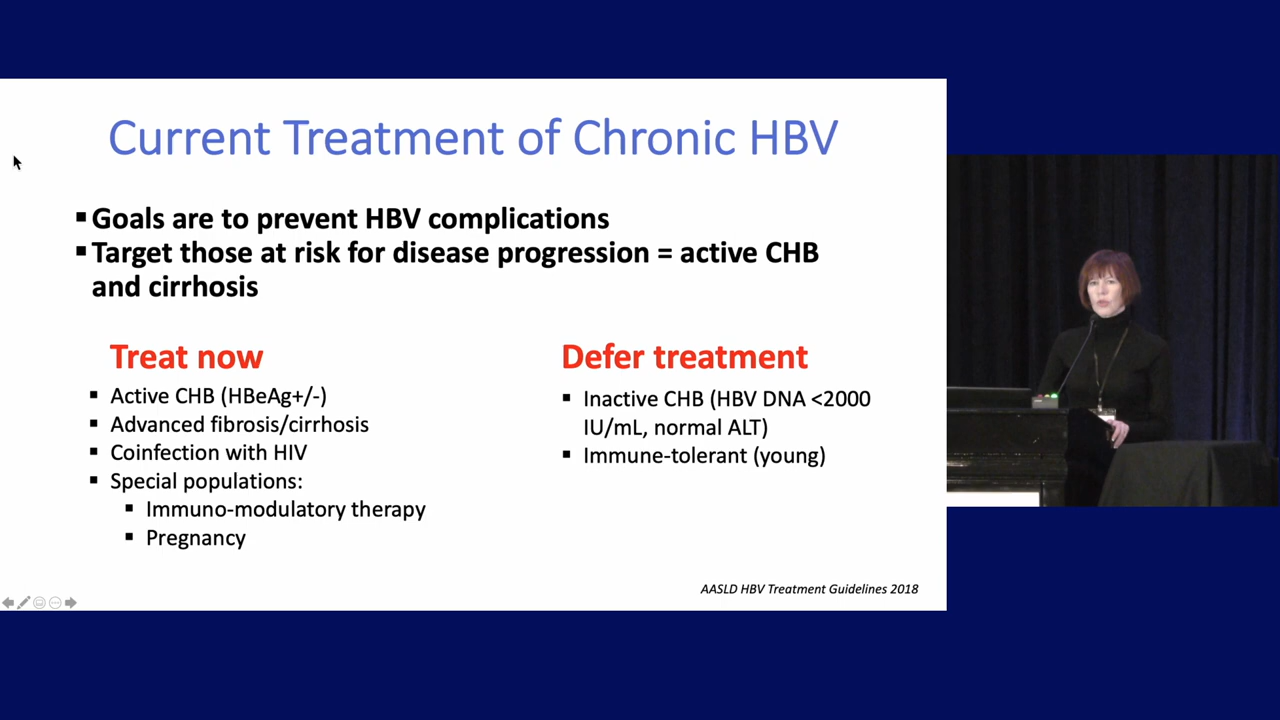 Current Treatment of Chronic HBV
▪ Goals are to prevent HBV complications
▪ Target those at risk for disease progression = active CHB
and cirrhosis
Treat now
▪ Active CHB (HBeAg+/-)
▪ Advanced fibrosis/cirrhosis
▪ Coinfection with HIV
▪ Special populations:
▪ Immuno-modulatory therapy
▪ Pregnancy
Defer treatment
▪ Inactive CHB (HBV DNA <2000
IU/mL, normal ALT)
▪ Immune-tolerant (young)
AASLD HBV Treatment Guidelines 2018